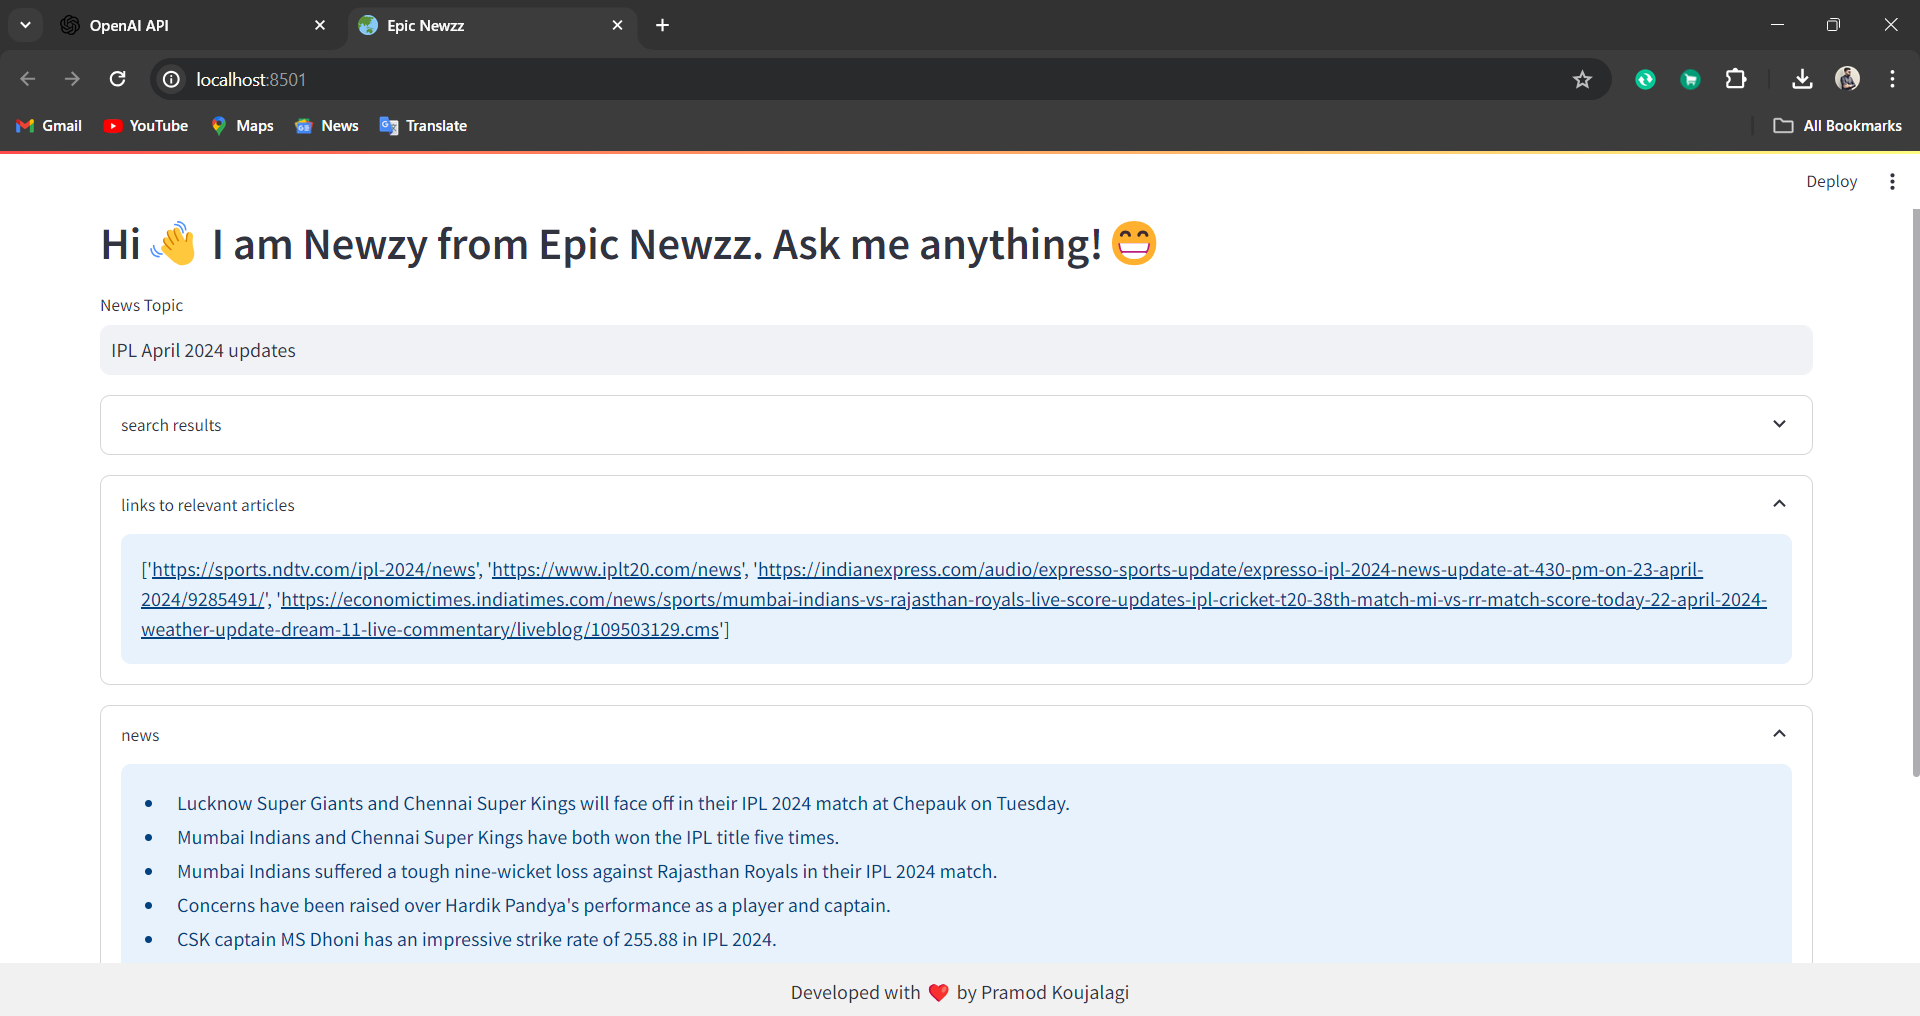 OpenAI API
Epic Newzz
localhost:8501
Gmail
YouTube
Maps
News
Translate
All Bookmarks
Deploy
Hi 👋 I am Newzy from Epic Newzz. Ask me anything! 😄
News Topic
IPL April 2024 updates
search results
links to relevant articles
['https://sports.ndtv.com/ipl-2024/news', 'https://www.iplt20.com/news', 'https://indianexpress.com/audio/expresso-sports-update/expresso-ipl-2024-news-update-at-430-pm-on-23-april-
2024/9285491/', 'https://economictimes.indiatimes.com/news/sports/mumbai-indians-vs-rajasthan-royals-live-score-updates-ipl-cricket-t20-38th-match-mi-vs-rr-match-score-today-22-april-2024-
weather-update-dream-11-live-commentary/liveblog/109503129.cms']
news
• Lucknow Super Giants and Chennai Super Kings will face off in their IPL 2024 match at Chepauk on Tuesday.
• Mumbai Indians and Chennai Super Kings have both won the IPL title five times.
• Mumbai Indians suffered a tough nine-wicket loss against Rajasthan Royals in their IPL 2024 match.
• Concerns have been raised over Hardik Pandya's performance as a player and captain.
• CSK captain MS Dhoni has an impressive strike rate of 255.88 in IPL 2024.
Developed with ❤️ by Pramod Koujalagi